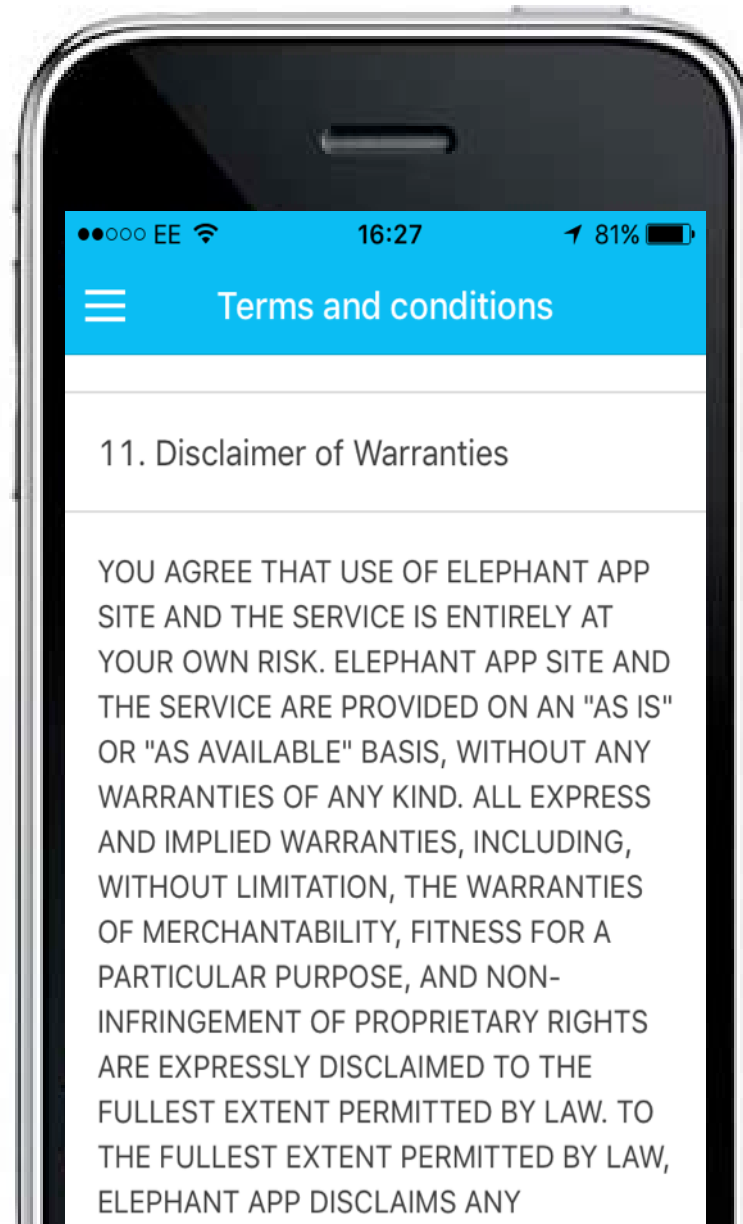 EE 16:27 81%
Terms and conditions
11. Disclaimer of Warranties
YOU AGREE THAT USE OF ELEPHANT APP
SITE AND THE SERVICE IS ENTIRELY AT
YOUR OWN RISK. ELEPHANT APP SITE AND
THE SERVICE ARE PROVIDED ON AN "AS IS"
OR "AS AVAILABLE" BASIS, WITHOUT ANY
WARRANTIES OF ANY KIND. ALL EXPRESS
AND IMPLIED WARRANTIES, INCLUDING,
WITHOUT LIMITATION, THE WARRANTIES
OF MERCHANTABILITY, FITNESS FOR A
PARTICULAR PURPOSE, AND NON-
INFRINGEMENT OF PROPRIETARY RIGHTS
ARE EXPRESSLY DISCLAIMED TO THE
FULLEST EXTENT PERMITTED BY LAW. TO
THE FULLEST EXTENT PERMITTED BY LAW,
ELEPHANT APP DISCLAIMS ANY